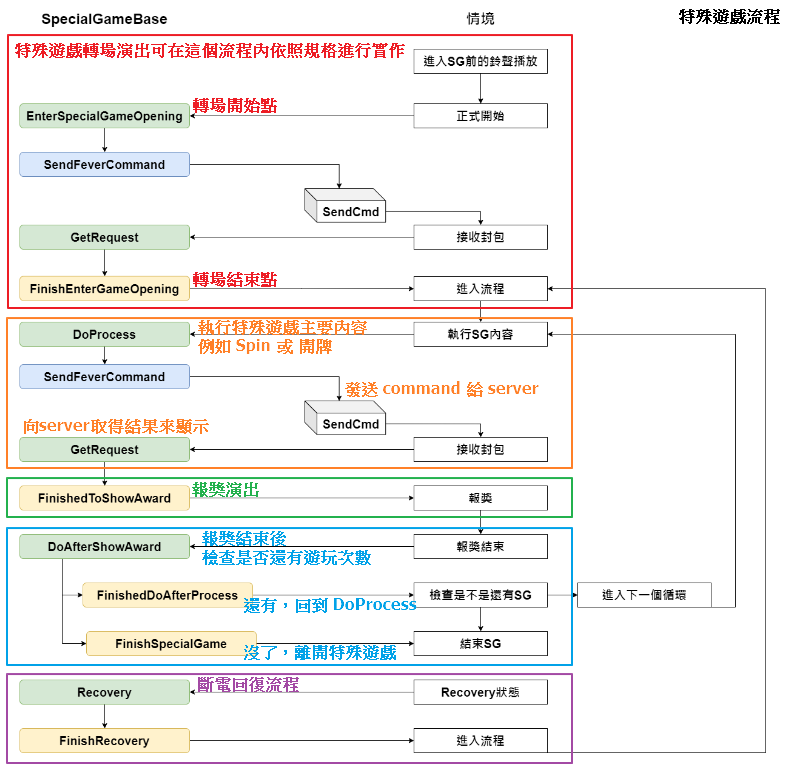 SpecialGameBase
情境
特殊遊戲流程
特殊遊戲轉場演出可在這個流程內依照規格進行實作
進入SG前的鈴聲播放
轉場開始點
EnterSpecialGameOpening
正式開始
SendFeverCommand
SendCmd
GetRequest
接收封包
轉場結束點
FinishEnterGameOpening
進入流程
DoProcess
執行特殊遊戲主要內容
例如 Spin 或 開牌
執行SG內容
SendFeverCommand
發送 command 給 server
SendCmd
向server取得結果來顯示
GetRequest
接收封包
FinishedToShowAward
報獎演出
報獎
DoAfterShowAward
報獎結束後
檢查是否還有遊玩次數
報獎結束
FinishedDoAfterProcess
還有，回到 DoProcess
檢查是不是還有SG
進入下一個循環
FinishSpecialGame
沒了，離開特殊遊戲
結束SG
Recovery
斷電回復流程
Recovery狀態
FinishRecovery
進入流程